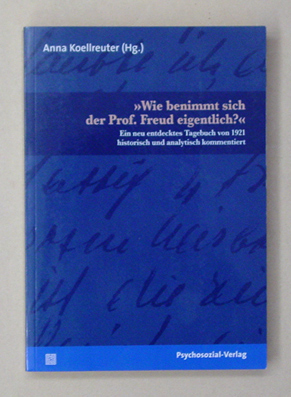 Anna Koellreuter (Hg.)
»Wie benimmt sich
der Prof. Freud eigentlich?«
Ein neu entdecktes Tagebuch von 1921
historisch und analytisch kommentiert
Psychosozial-Verlag